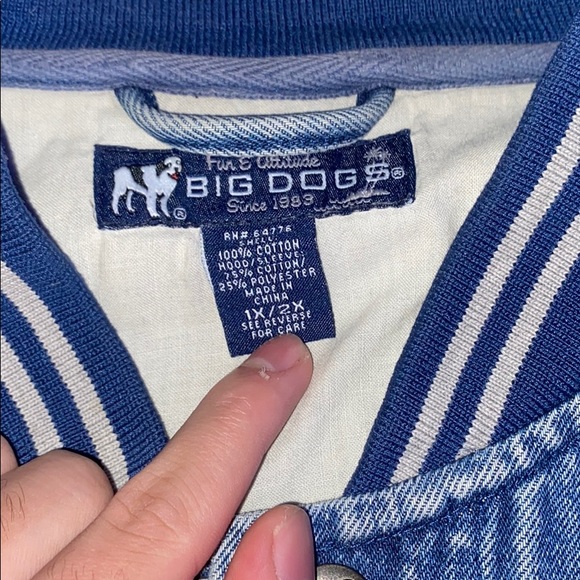 Fun & Attitude
BIG DOGS®
Since 1983
®
RN# 64776
SHELL:
100% COTTON
HOOD/SLEEVE:
75% COTTON/
25% POLYESTER
MADE IN
CHINA
1X/2X
SEE REVERSE
FOR CARE